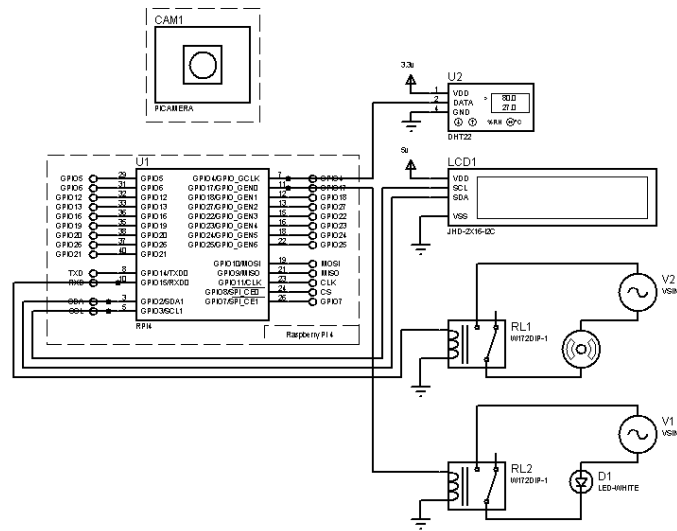 CAM1
PICAMERA
3.3v
U2
1 VDD
2 DATA
4 GND
80.0
27.0
%RH °C
DHT22
U1
GPIO5 29 GPIO5
GPIO6 31 GPIO6
GPIO12 32 GPIO12
GPIO13 33 GPIO13
GPIO16 36 GPIO16
GPIO19 35 GPIO19
GPIO20 38 GPIO20
GPIO26 37 GPIO26
GPIO21 40 GPIO21
TXD 8 GPIO14/TXD0
RXD 10 GPIO15/RXD0
SDA 3 GPIO2/SDA1
SCL 5 GPIO3/SCL1
GPIO4/GPIO_GCLK 7 GPIO4
GPIO17/GPIO_GEN0 11 GPIO17
GPIO18/GPIO_GEN1 12 GPIO18
GPIO27/GPIO_GEN2 13 GPIO27
GPIO22/GPIO_GEN3 15 GPIO22
GPIO23/GPIO_GEN4 16 GPIO23
GPIO24/GPIO_GEN5 18 GPIO24
GPIO25/GPIO_GEN6 22 GPIO25
GPIO10/MOSI 19 MOSI
GPIO9/MISO 21 MISO
GPIO11/CLK 23 CLK
GPIO8/SPI_CE0 24 CS
GPIO7/SPI_CE1 26 GPIO7
RPI4
Raspberry Pi 4
5v
LCD1
VDD
SCL
SDA
VSS
JHD-2X16-I2C
V2
VSIN
RL1
W172DIP-1
V1
VSIN
RL2
W172DIP-1
D1
LED-WHITE